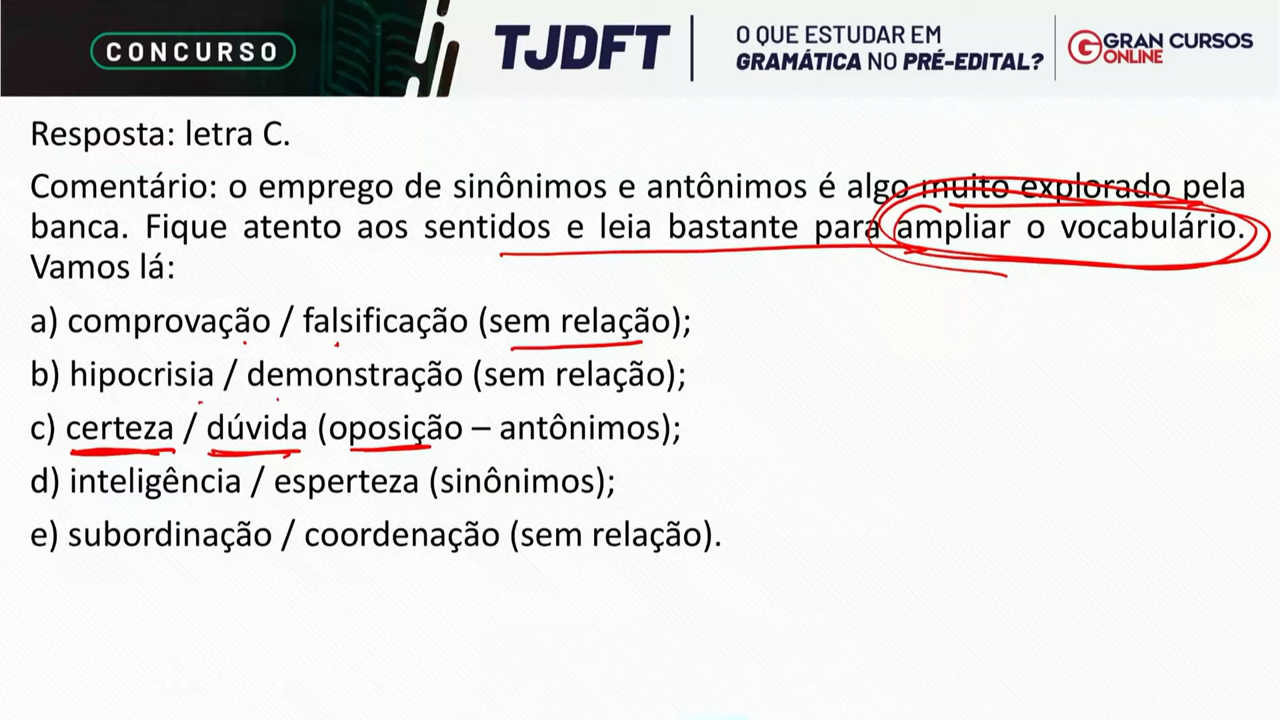 CONCURSO
TJDFT
O QUE ESTUDAR EM
GRAMÁTICA NO PRÉ-EDITAL?
GRAN CURSOS
ONLINE
Resposta: letra C.
Comentário: o emprego de sinônimos e antônimos é algo muito explorado pela
banca. Fique atento aos sentidos e leia bastante para ampliar o vocabulário.
Vamos lá:
a) comprovação / falsificação (sem relação);
b) hipocrisia / demonstração (sem relação);
c) certeza / dúvida (oposição – antônimos);
d) inteligência / esperteza (sinônimos);
e) subordinação / coordenação (sem relação).